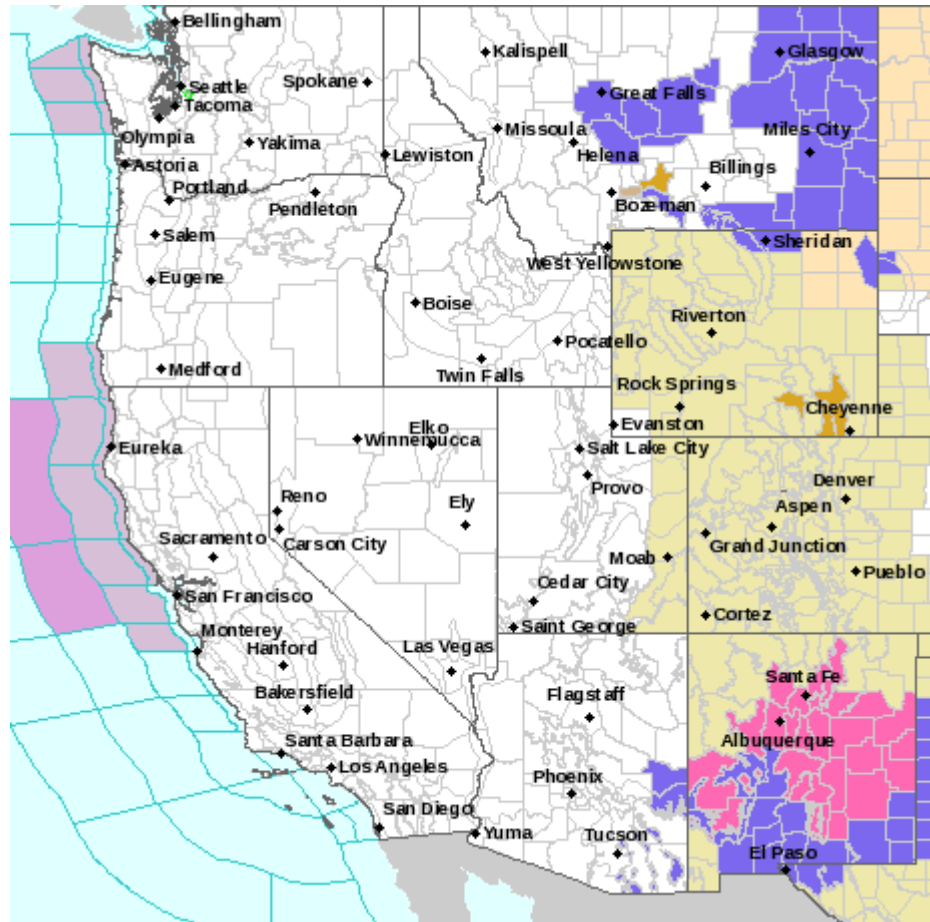 Bellingham
Kalispell
Glasgow
Spokane
Seattle
Great Falls
Tacoma
Olympia
Missoula
Miles City
Yakima
Helena
Lewiston
Astoria
Billings
Portland
Pendleton
Bozeman
Salem
Sheridan
West Yellowstone
Eugene
Boise
Riverton
Pocatello
Medford
Twin Falls
Rock Springs
Cheyenne
Evanston
Elko
Winnemucca
Eureka
Salt Lake City
Provo
Denver
Reno
Ely
Aspen
Sacramento
Carson City
Grand Junction
Moab
Pueblo
Cedar City
San Francisco
Cortez
Monterey
Saint George
Hanford
Las Vegas
Santa Fe
Bakersfield
Flagstaff
Albuquerque
Santa Barbara
Los Angeles
Phoenix
San Diego
Yuma
Tucson
El Paso